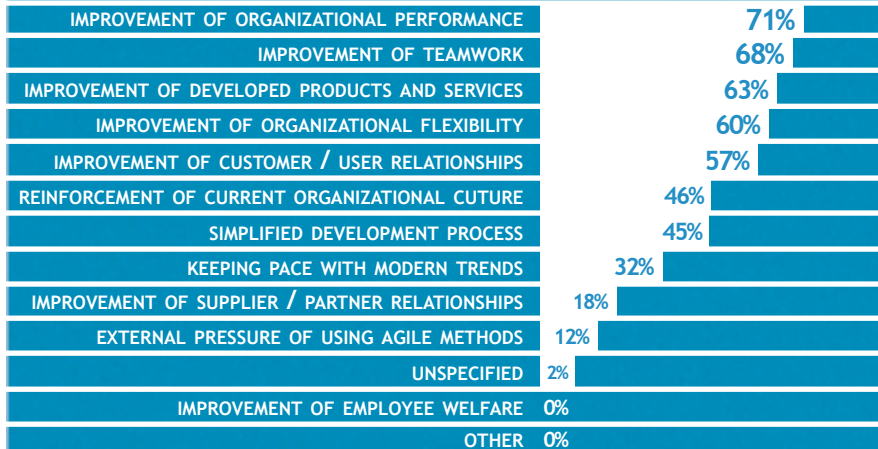 IMPROVEMENT OF ORGANIZATIONAL PERFORMANCE 71%
IMPROVEMENT OF TEAMWORK 68%
IMPROVEMENT OF DEVELOPED PRODUCTS AND SERVICES 63%
IMPROVEMENT OF ORGANIZATIONAL FLEXIBILITY 60%
IMPROVEMENT OF CUSTOMER / USER RELATIONSHIPS 57%
REINFORCEMENT OF CURRENT ORGANIZATIONAL CUTURE 46%
SIMPLIFIED DEVELOPMENT PROCESS 45%
KEEPING PACE WITH MODERN TRENDS 32%
IMPROVEMENT OF SUPPLIER / PARTNER RELATIONSHIPS 18%
EXTERNAL PRESSURE OF USING AGILE METHODS 12%
UNSPECIFIED 2%
IMPROVEMENT OF EMPLOYEE WELFARE 0%
OTHER 0%